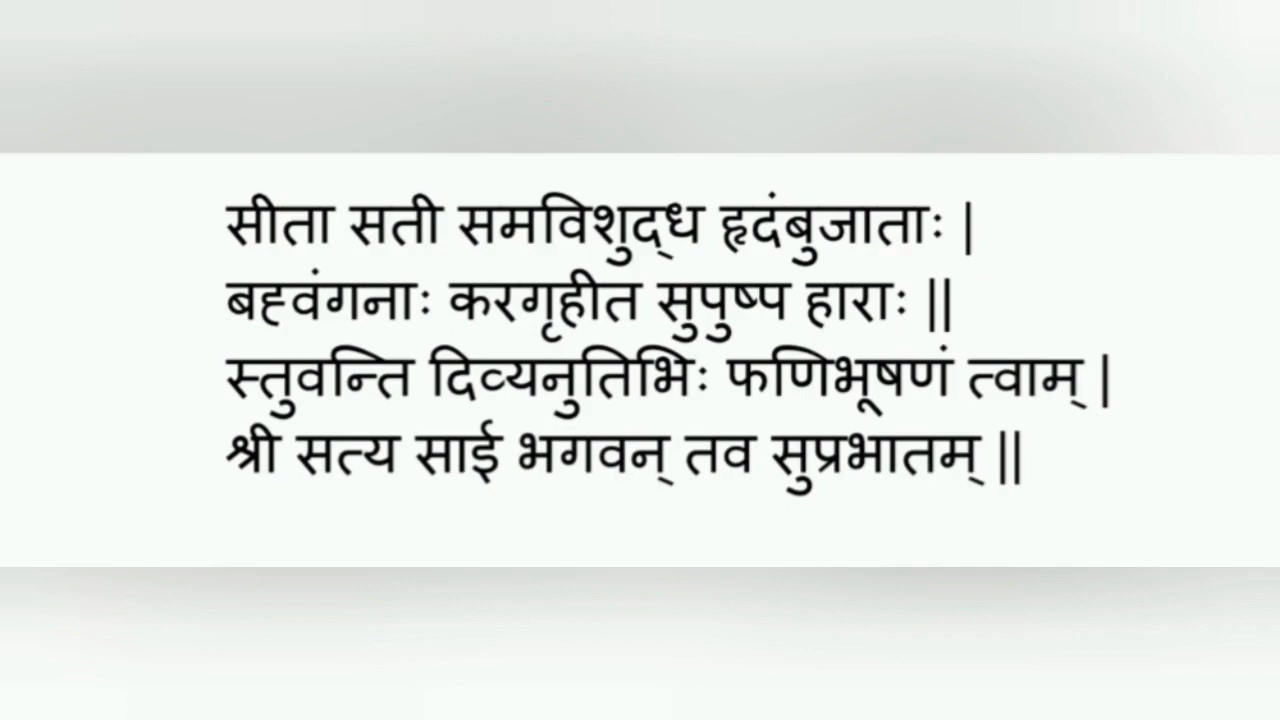 सीता सती समविशुद्ध हृदंबुजाताः |
बह्वंगनाः करगृहीत सुपुष्प हाराः ||
स्तुवन्ति दिव्यनुतिभिः फणिभूषणं त्वाम् |
श्री सत्य साई भगवन् तव सुप्रभातम् ||